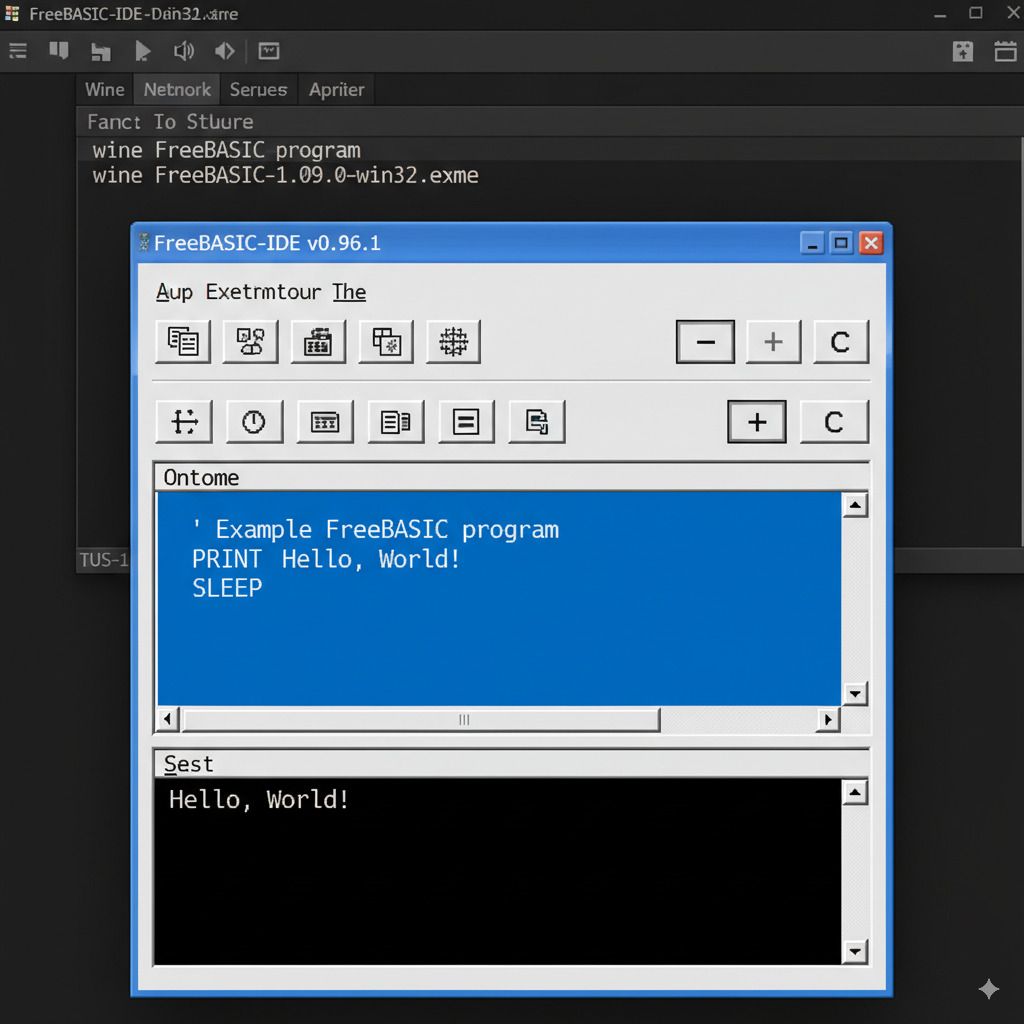 FreeBASIC-IDE-Dain32.xme
Wine Netnork Serues Apriter
Fanct To Stuure
wine FreeBASIC program
wine FreeBASIC-1.09.0-win32.exme
FreeBASIC-IDE v0.96.1
Aup Exetrmtour The
− + C
+ C
Ontome
' Example FreeBASIC program
PRINT Hello, World!
SLEEP
TUS-1
Sest
Hello, World!